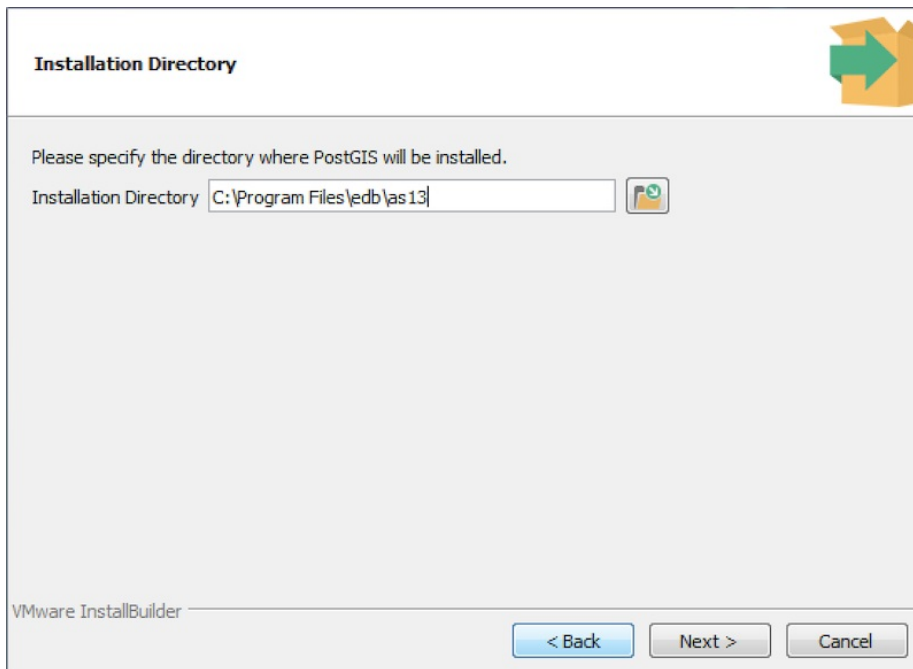 Installation Directory
Please specify the directory where PostGIS will be installed.
Installation Directory C:\Program Files\edb\as13
VMware InstallBuilder
< Back Next > Cancel